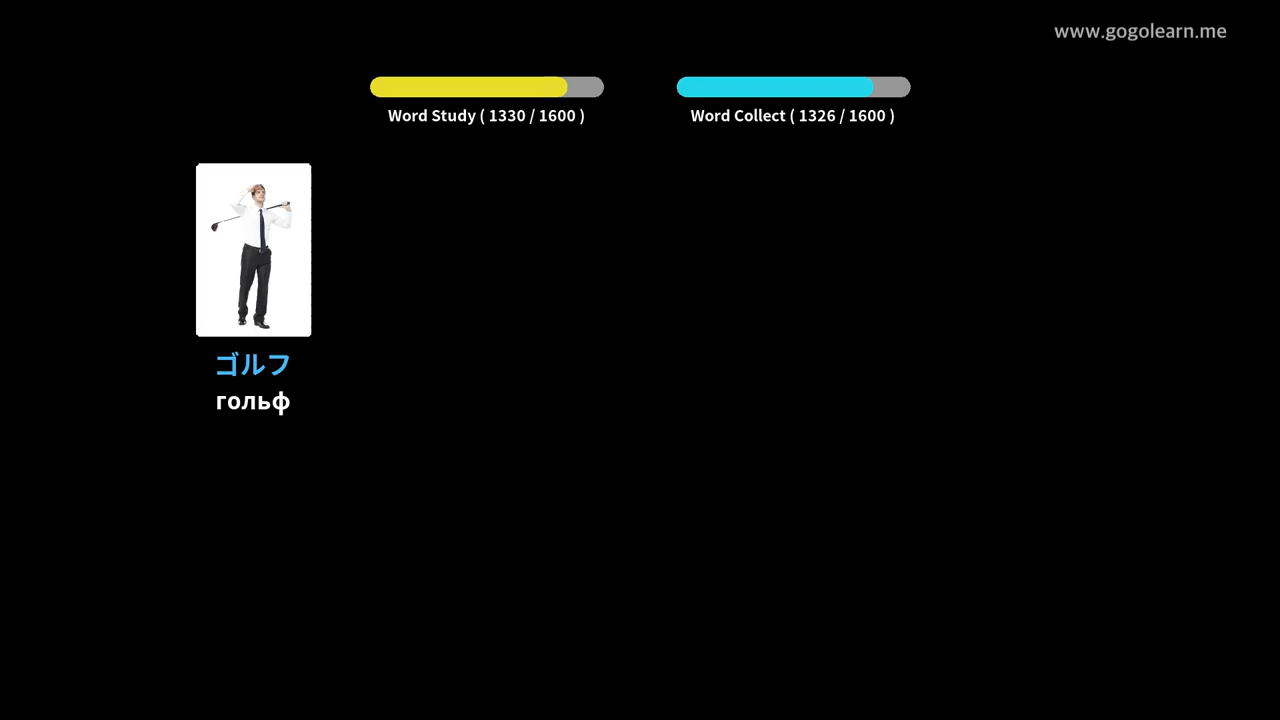 www.gogolearn.me
Word Study ( 1330 / 1600 )
Word Collect ( 1326 / 1600 )
ゴルフ
гольф